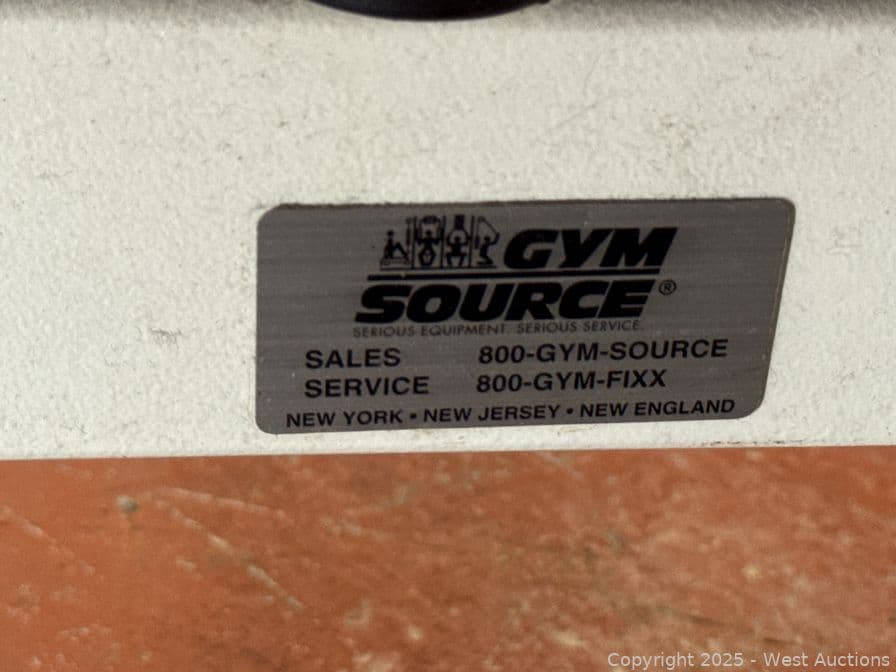 GYM
SOURCE®
SERIOUS EQUIPMENT. SERIOUS SERVICE.
SALES 800-GYM-SOURCE
SERVICE 800-GYM-FIXX
NEW YORK • NEW JERSEY • NEW ENGLAND
Copyright 2025 - West Auctions